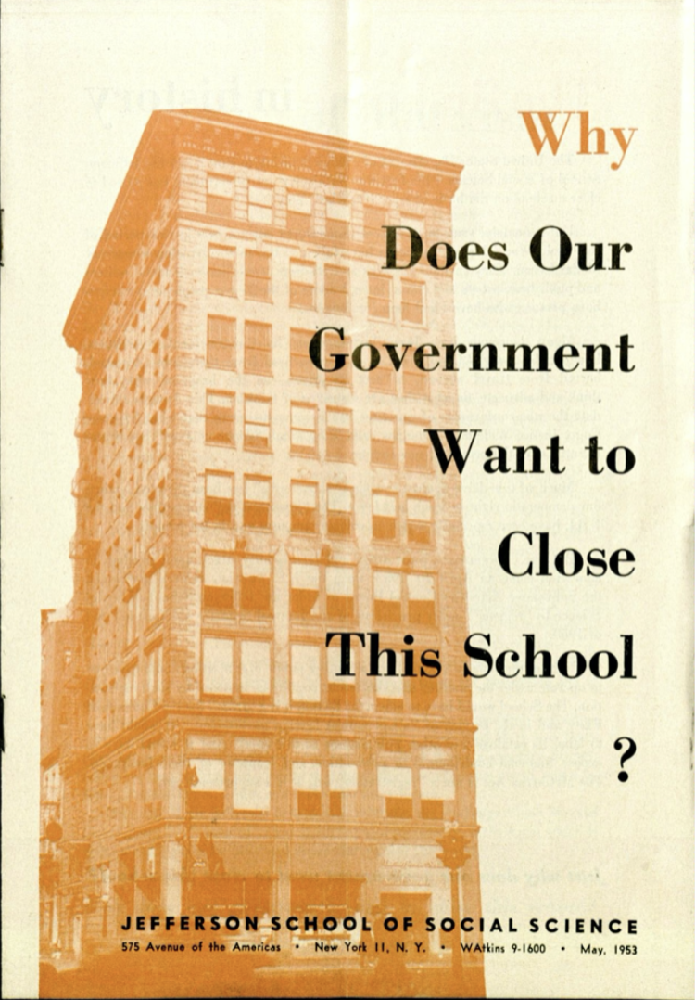 Why
Does Our
Government
Want to
Close
This School
?
JEFFERSON SCHOOL OF SOCIAL SCIENCE
575 Avenue of the Americas • New York 11, N. Y. • WAtkins 9-1600 • May, 1953